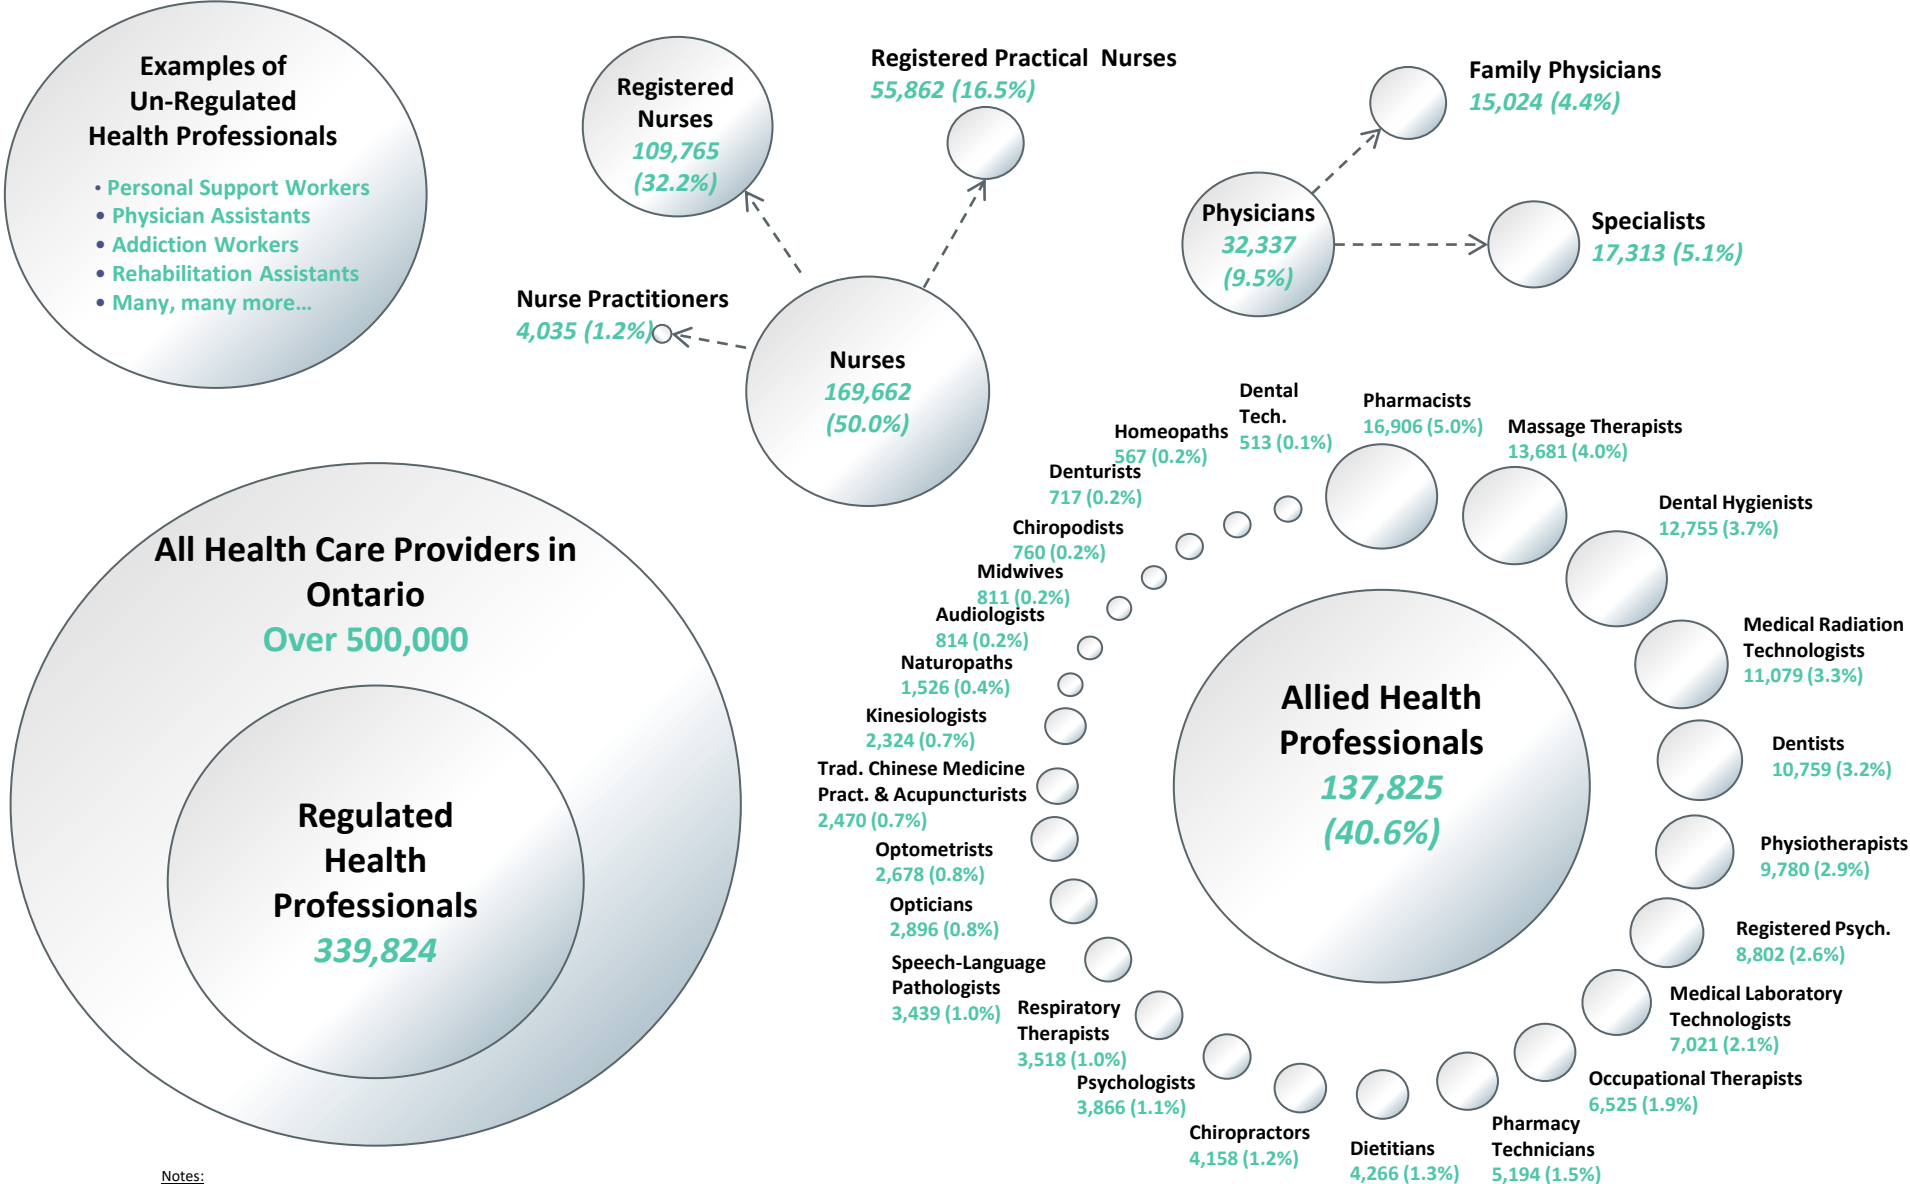 Examples of
Un-Regulated
Health Professionals
• Personal Support Workers
• Physician Assistants
• Addiction Workers
• Rehabilitation Assistants
• Many, many more...
Registered
Nurses
109,765
(32.2%)
Registered Practical Nurses
55,862 (16.5%)
Nurse Practitioners
4,035 (1.2%)
Nurses
169,662
(50.0%)
Physicians
32,337
(9.5%)
Family Physicians
15,024 (4.4%)
Specialists
17,313 (5.1%)
All Health Care Providers in
Ontario
Over 500,000
Regulated
Health
Professionals
339,824
Allied Health
Professionals
137,825
(40.6%)
Pharmacists
16,906 (5.0%)
Massage Therapists
13,681 (4.0%)
Dental Hygienists
12,755 (3.7%)
Medical Radiation
Technologists
11,079 (3.3%)
Dentists
10,759 (3.2%)
Physiotherapists
9,780 (2.9%)
Registered Psych.
8,802 (2.6%)
Medical Laboratory
Technologists
7,021 (2.1%)
Occupational Therapists
6,525 (1.9%)
Pharmacy
Technicians
5,194 (1.5%)
Dietitians
4,266 (1.3%)
Chiropractors
4,158 (1.2%)
Psychologists
3,866 (1.1%)
Respiratory
Therapists
3,518 (1.0%)
Speech-Language
Pathologists
3,439 (1.0%)
Opticians
2,896 (0.8%)
Optometrists
2,678 (0.8%)
Trad. Chinese Medicine
Pract. & Acupuncturists
2,470 (0.7%)
Kinesiologists
2,324 (0.7%)
Naturopaths
1,526 (0.4%)
Audiologists
814 (0.2%)
Midwives
811 (0.2%)
Chiropodists
760 (0.2%)
Denturists
717 (0.2%)
Homeopaths
567 (0.2%)
Dental
Tech.
513 (0.1%)
Notes: